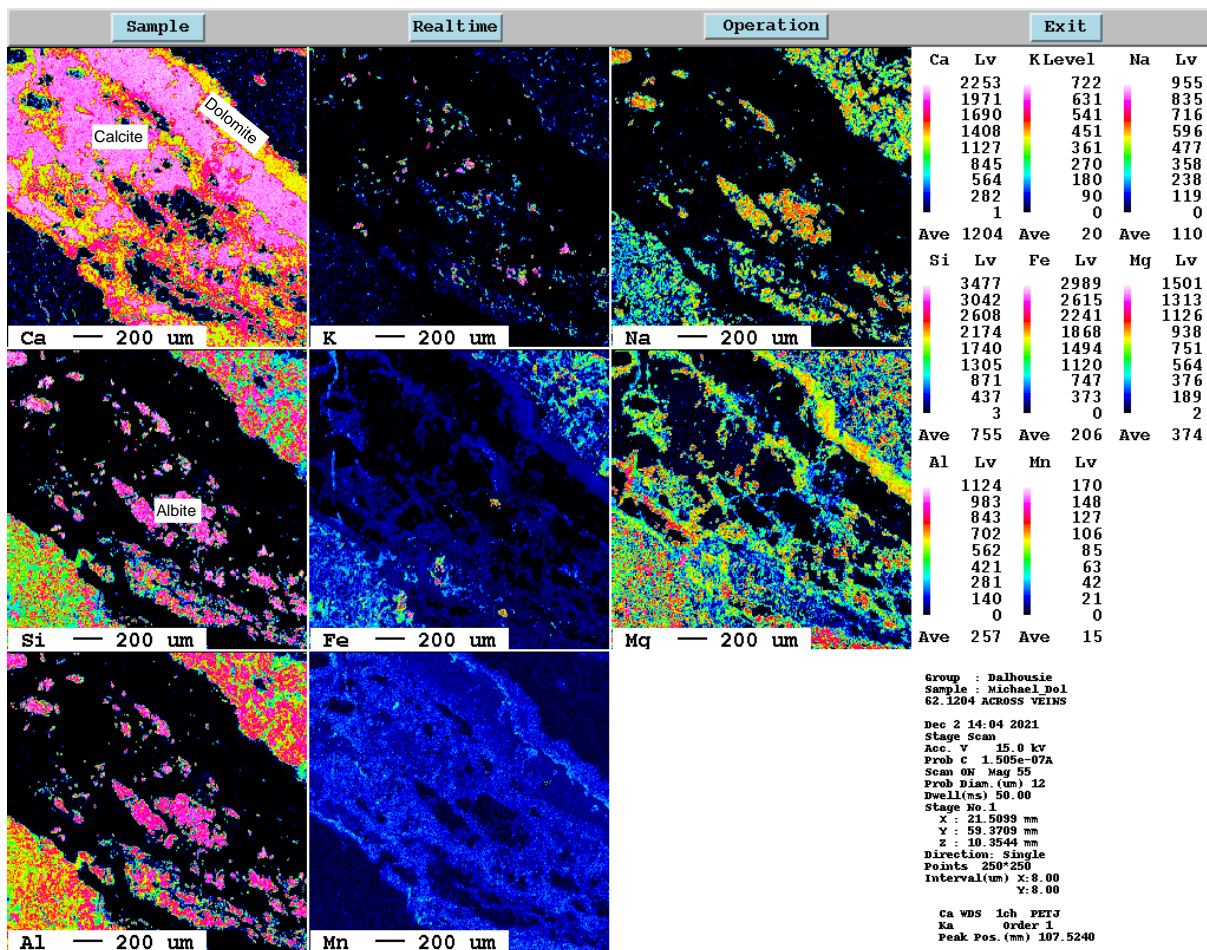 Sample Realtime Operation Exit
Calcite
Dolomite
Albite
Ca 200 um
K 200 um
Na 200 um
Si 200 um
Fe 200 um
Mg 200 um
Al 200 um
Mn 200 um
Ca Lv K Level Na Lv
2253 722 955
1971 631 835
1690 541 716
1408 451 596
1127 361 477
845 270 358
564 180 238
282 90 119
1 0 0
Ave 1204 Ave 20 Ave 110
Si Lv Fe Lv Mg Lv
3477 2989 1501
3042 2615 1313
2608 2241 1126
2174 1868 938
1740 1494 751
1305 1120 564
871 747 376
437 373 189
3 0 2
Ave 755 Ave 206 Ave 374
Al Lv Mn Lv
1124 170
983 148
843 127
702 106
562 85
421 63
281 42
140 21
0 0
Ave 257 Ave 15
Group : Dalhousie
Sample : Michael_Dol
62.1204 ACROSS VEINS
Dec 2 14:04 2021
Stage Scan
Acc. V 15.0 kV
Prob C 1.505e-07A
Scan ON Mag 55
Prob Diam.(um) 12
Dwell(ms) 50.00
Stage No.1
X : 21.5099 mm
Y : 59.3709 mm
Z : 10.3544 mm
Direction: Single
Points 250*250
Interval(um) X:8.00
Y:8.00
Ca WDS 1ch PETJ
Ka Order 1
Peak Pos.(mm) 107.5240